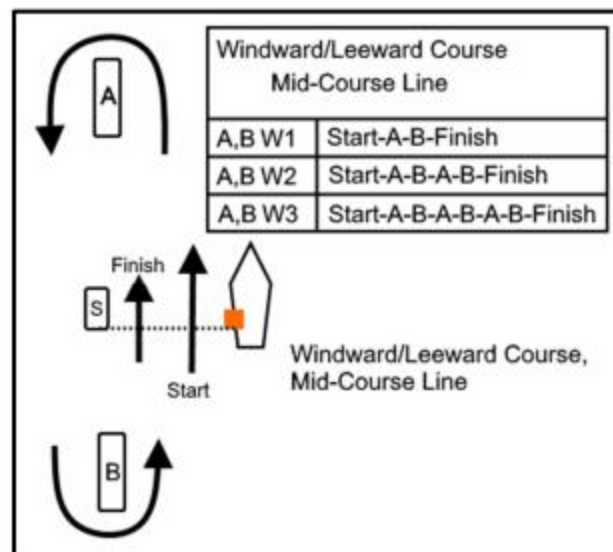 A
Windward/Leeward Course
Mid-Course Line
A,B W1 Start-A-B-Finish
A,B W2 Start-A-B-A-B-Finish
A,B W3 Start-A-B-A-B-A-B-Finish
Finish
S
Start
Windward/Leeward Course,
Mid-Course Line
B